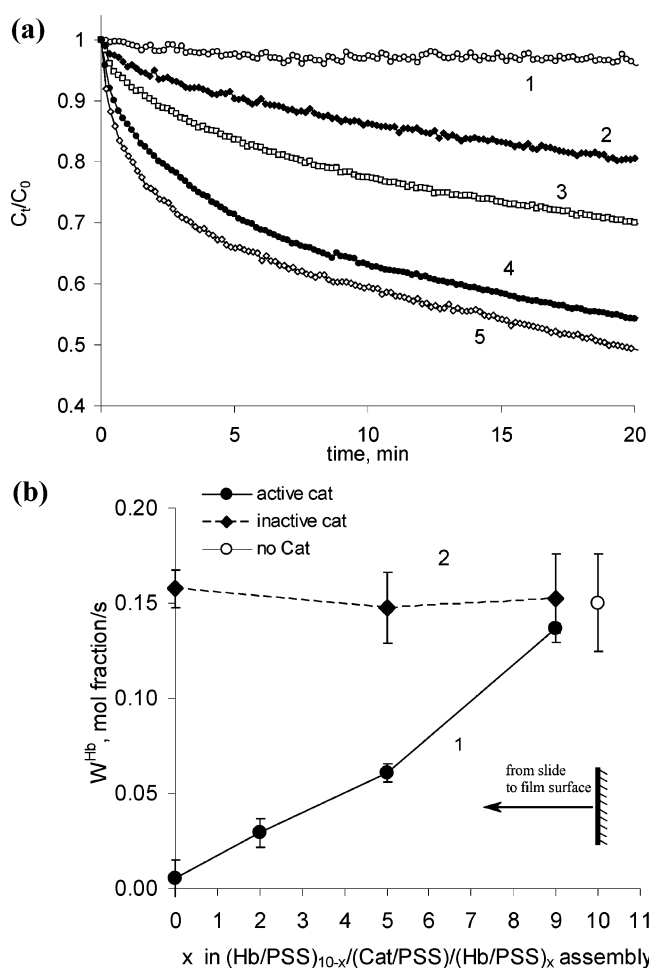 (a)
1
0.9
0.8
0.7
0.6
0.5
0.4
Ct/C0
1
2
3
4
5
0 5 10 15 20
time, min
(b)
active cat
inactive cat
no Cat
0.20
0.15
0.10
0.05
0.00
W^Hb, mol fraction/s
2
1
from slide
to film surface
0 1 2 3 4 5 6 7 8 9 10 11
x in (Hb/PSS)10-x/(Cat/PSS)/(Hb/PSS)x assembly